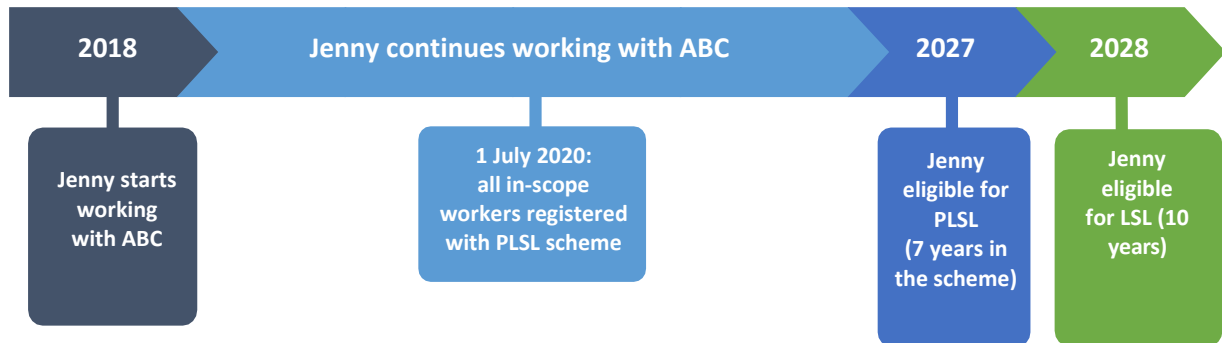 2018
Jenny continues working with ABC
2027
2028
Jenny starts
working
with ABC
1 July 2020:
all in-scope
workers registered
with PLSL scheme
Jenny
eligible for
PLSL
(7 years in
the scheme)
Jenny
eligible
for LSL (10
years)